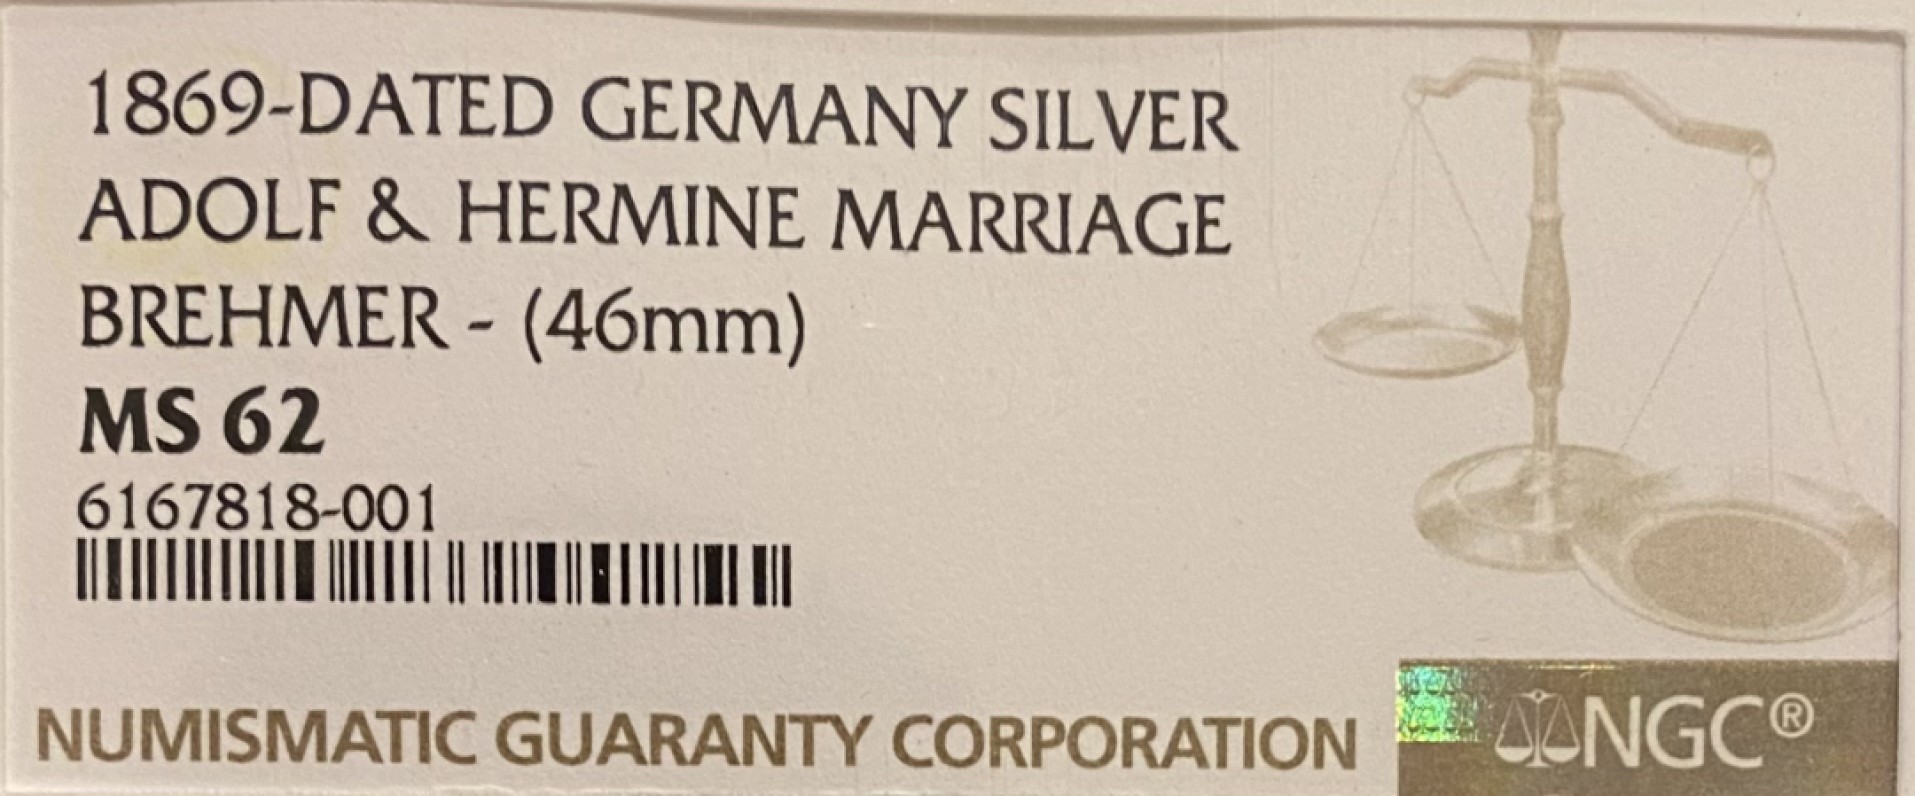 1869-DATED GERMANY SILVER
ADOLF & HERMINE MARRIAGE
BREHMER - (46mm)
MS 62
6167818-001
NUMISMATIC GUARANTY CORPORATION
NGC®